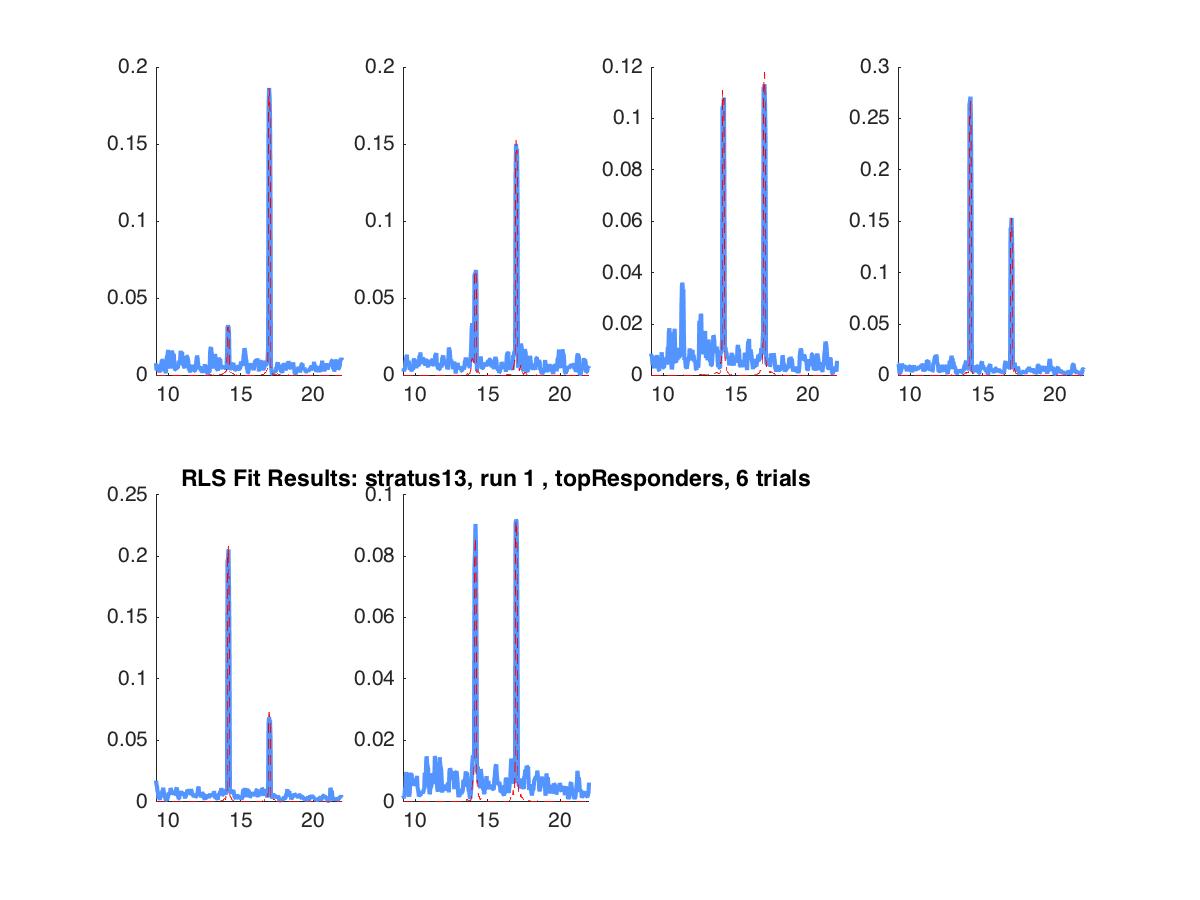 0.2 0.2 0.12 0.3
0.1 0.25
0.15 0.15 0.08 0.2
0.1 0.1 0.06 0.15
0.04 0.1
0.05 0.05 0.02 0.05
0 0 0 0
10 15 20 10 15 20 10 15 20 10 15 20
RLS Fit Results: stratus13, run 1 , topResponders, 6 trials
0.25 0.1
0.2 0.08
0.15 0.06
0.1 0.04
0.05 0.02
0 0
10 15 20 10 15 20